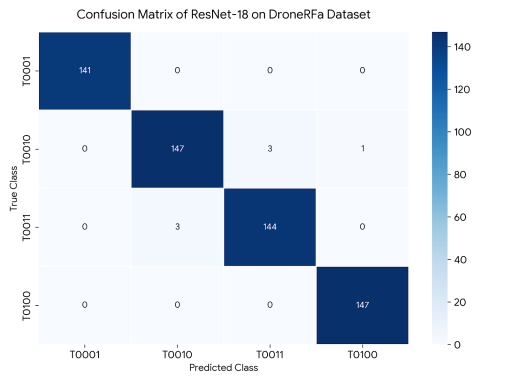 Confusion Matrix of ResNet-18 on DroneRFa Dataset
True Class
T0001 141 0 0 0
T0010 0 147 3 1
T0011 0 3 144 0
T0100 0 0 0 147
T0001 T0010 T0011 T0100
Predicted Class
140
120
100
80
60
40
20
0